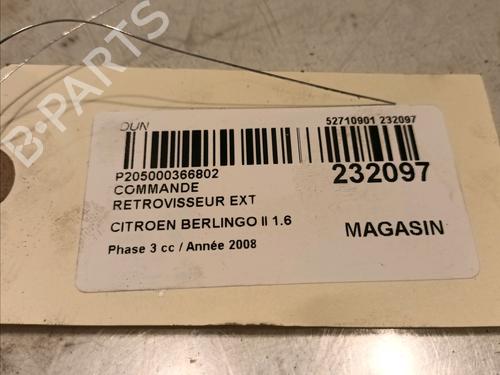 B-PARTS
DUN
52710901 232097
P205000366802
232097
COMMANDE
RETROVISSEUR EXT
CITROEN BERLINGO II 1.6
MAGASIN
Phase 3 cc / Année 2008